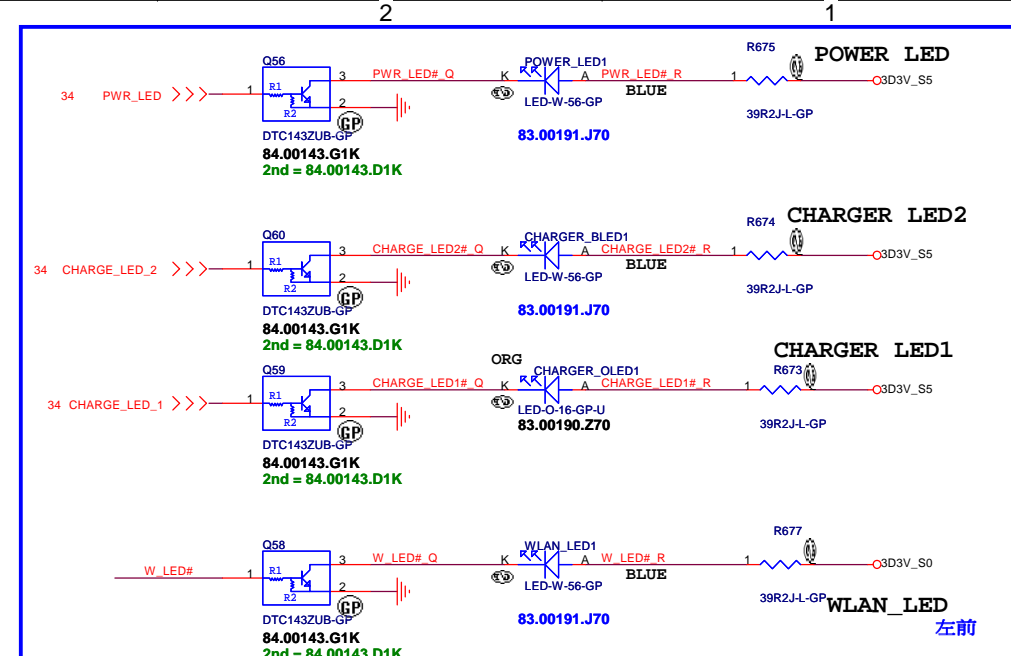 2 1
R675 POWER LED
Q56
34 PWR_LED 1 R1 R2 3 PWR_LED#_Q K POWER_LED1 A PWR_LED#_R 1 3D3V_S5
BLUE
2
LED-W-56-GP
39R2J-L-GP
GP
DTC143ZUB-GP
83.00191.J70
84.00143.G1K
2nd = 84.00143.D1K
R674 CHARGER LED2
Q60
34 CHARGE_LED_2 1 R1 R2 3 CHARGE_LED2#_Q K CHARGER_BLED1 A CHARGE_LED2#_R 1 3D3V_S5
BLUE
2
LED-W-56-GP
39R2J-L-GP
GP
DTC143ZUB-GP
83.00191.J70
84.00143.G1K
2nd = 84.00143.D1K
CHARGER LED1
ORG
Q59 CHARGER_OLED1 R673
34 CHARGE_LED_1 1 R1 R2 3 CHARGE_LED1#_Q K A CHARGE_LED1#_R 1 3D3V_S5
2
LED-O-16-GP-U
83.00190.Z70
39R2J-L-GP
GP
DTC143ZUB-GP
84.00143.G1K
2nd = 84.00143.D1K
R677
Q58
W_LED# 1 R1 R2 3 W_LED#_Q K WLAN_LED1 A W_LED#_R 1 3D3V_S0
BLUE
2
LED-W-56-GP
39R2J-L-GP WLAN_LED
GP
DTC143ZUB-GP
83.00191.J70
左前
84.00143.G1K
2nd = 84.00143.D1K